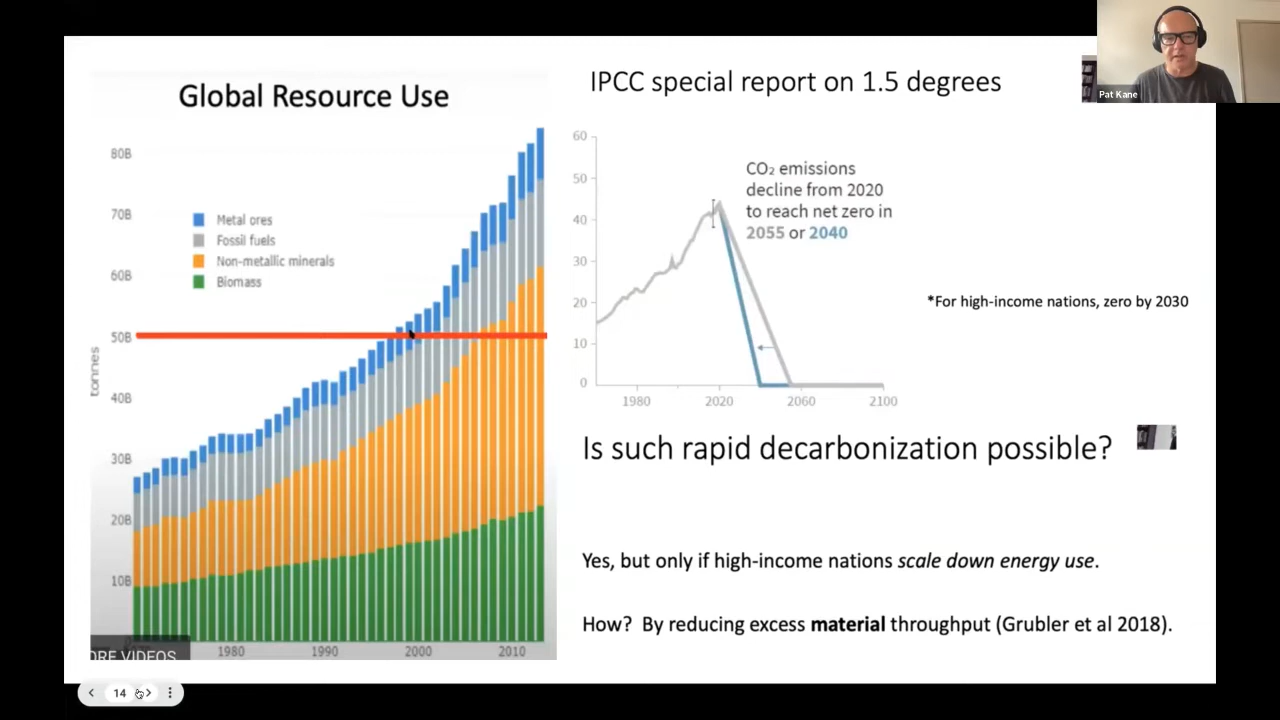 Pat Kane
Global Resource Use
80B
70B
60B
50B
40B
30B
20B
10B
tonnes
Metal ores
Fossil fuels
Non-metallic minerals
Biomass
1980
1990
2000
2010
ORE VIDEOS
IPCC special report on 1.5 degrees
60
50
40
30
20
10
0
CO₂ emissions
decline from 2020
to reach net zero in
2055 or 2040
1980
2020
2060
2100
*For high-income nations, zero by 2030
Is such rapid decarbonization possible?
Yes, but only if high-income nations scale down energy use.
How? By reducing excess material throughput (Grubler et al 2018).
14